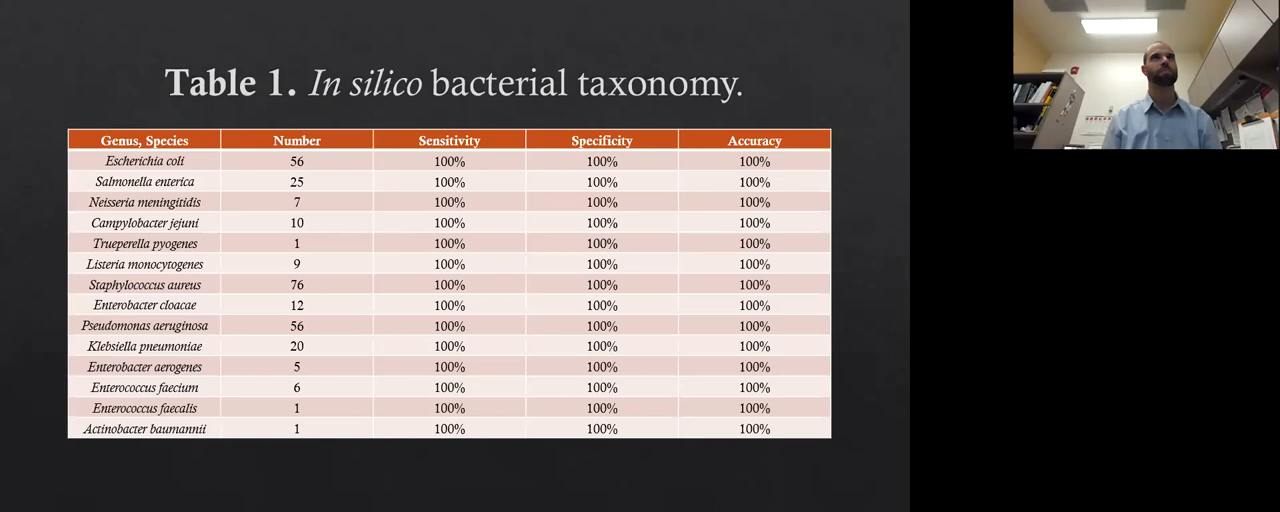 Table 1. In silico bacterial taxonomy.
Genus, Species Number Sensitivity Specificity Accuracy
Escherichia coli 56 100% 100% 100%
Salmonella enterica 25 100% 100% 100%
Neisseria meningitidis 7 100% 100% 100%
Campylobacter jejuni 10 100% 100% 100%
Trueperella pyogenes 1 100% 100% 100%
Listeria monocytogenes 9 100% 100% 100%
Staphylococcus aureus 76 100% 100% 100%
Enterobacter cloacae 12 100% 100% 100%
Pseudomonas aeruginosa 56 100% 100% 100%
Klebsiella pneumoniae 20 100% 100% 100%
Enterobacter aerogenes 5 100% 100% 100%
Enterococcus faecium 6 100% 100% 100%
Enterococcus faecalis 1 100% 100% 100%
Actinobacter baumannii 1 100% 100% 100%